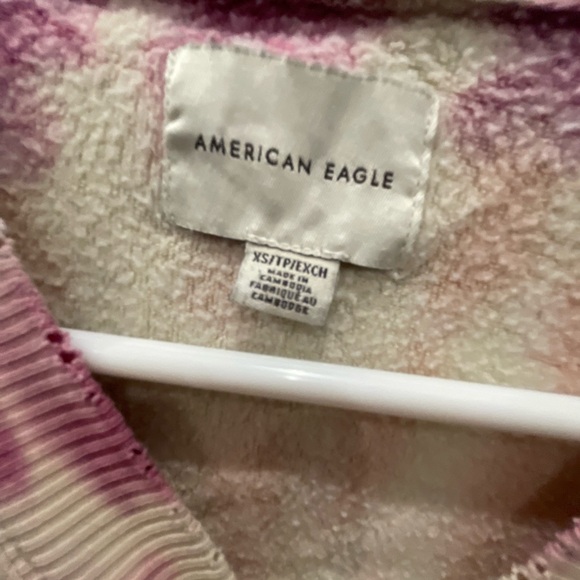 AMERICAN EAGLE
XS/TP/EXCH
MADE IN
CAMBODIA
FABRIQUÉ AU
CAMBODGE